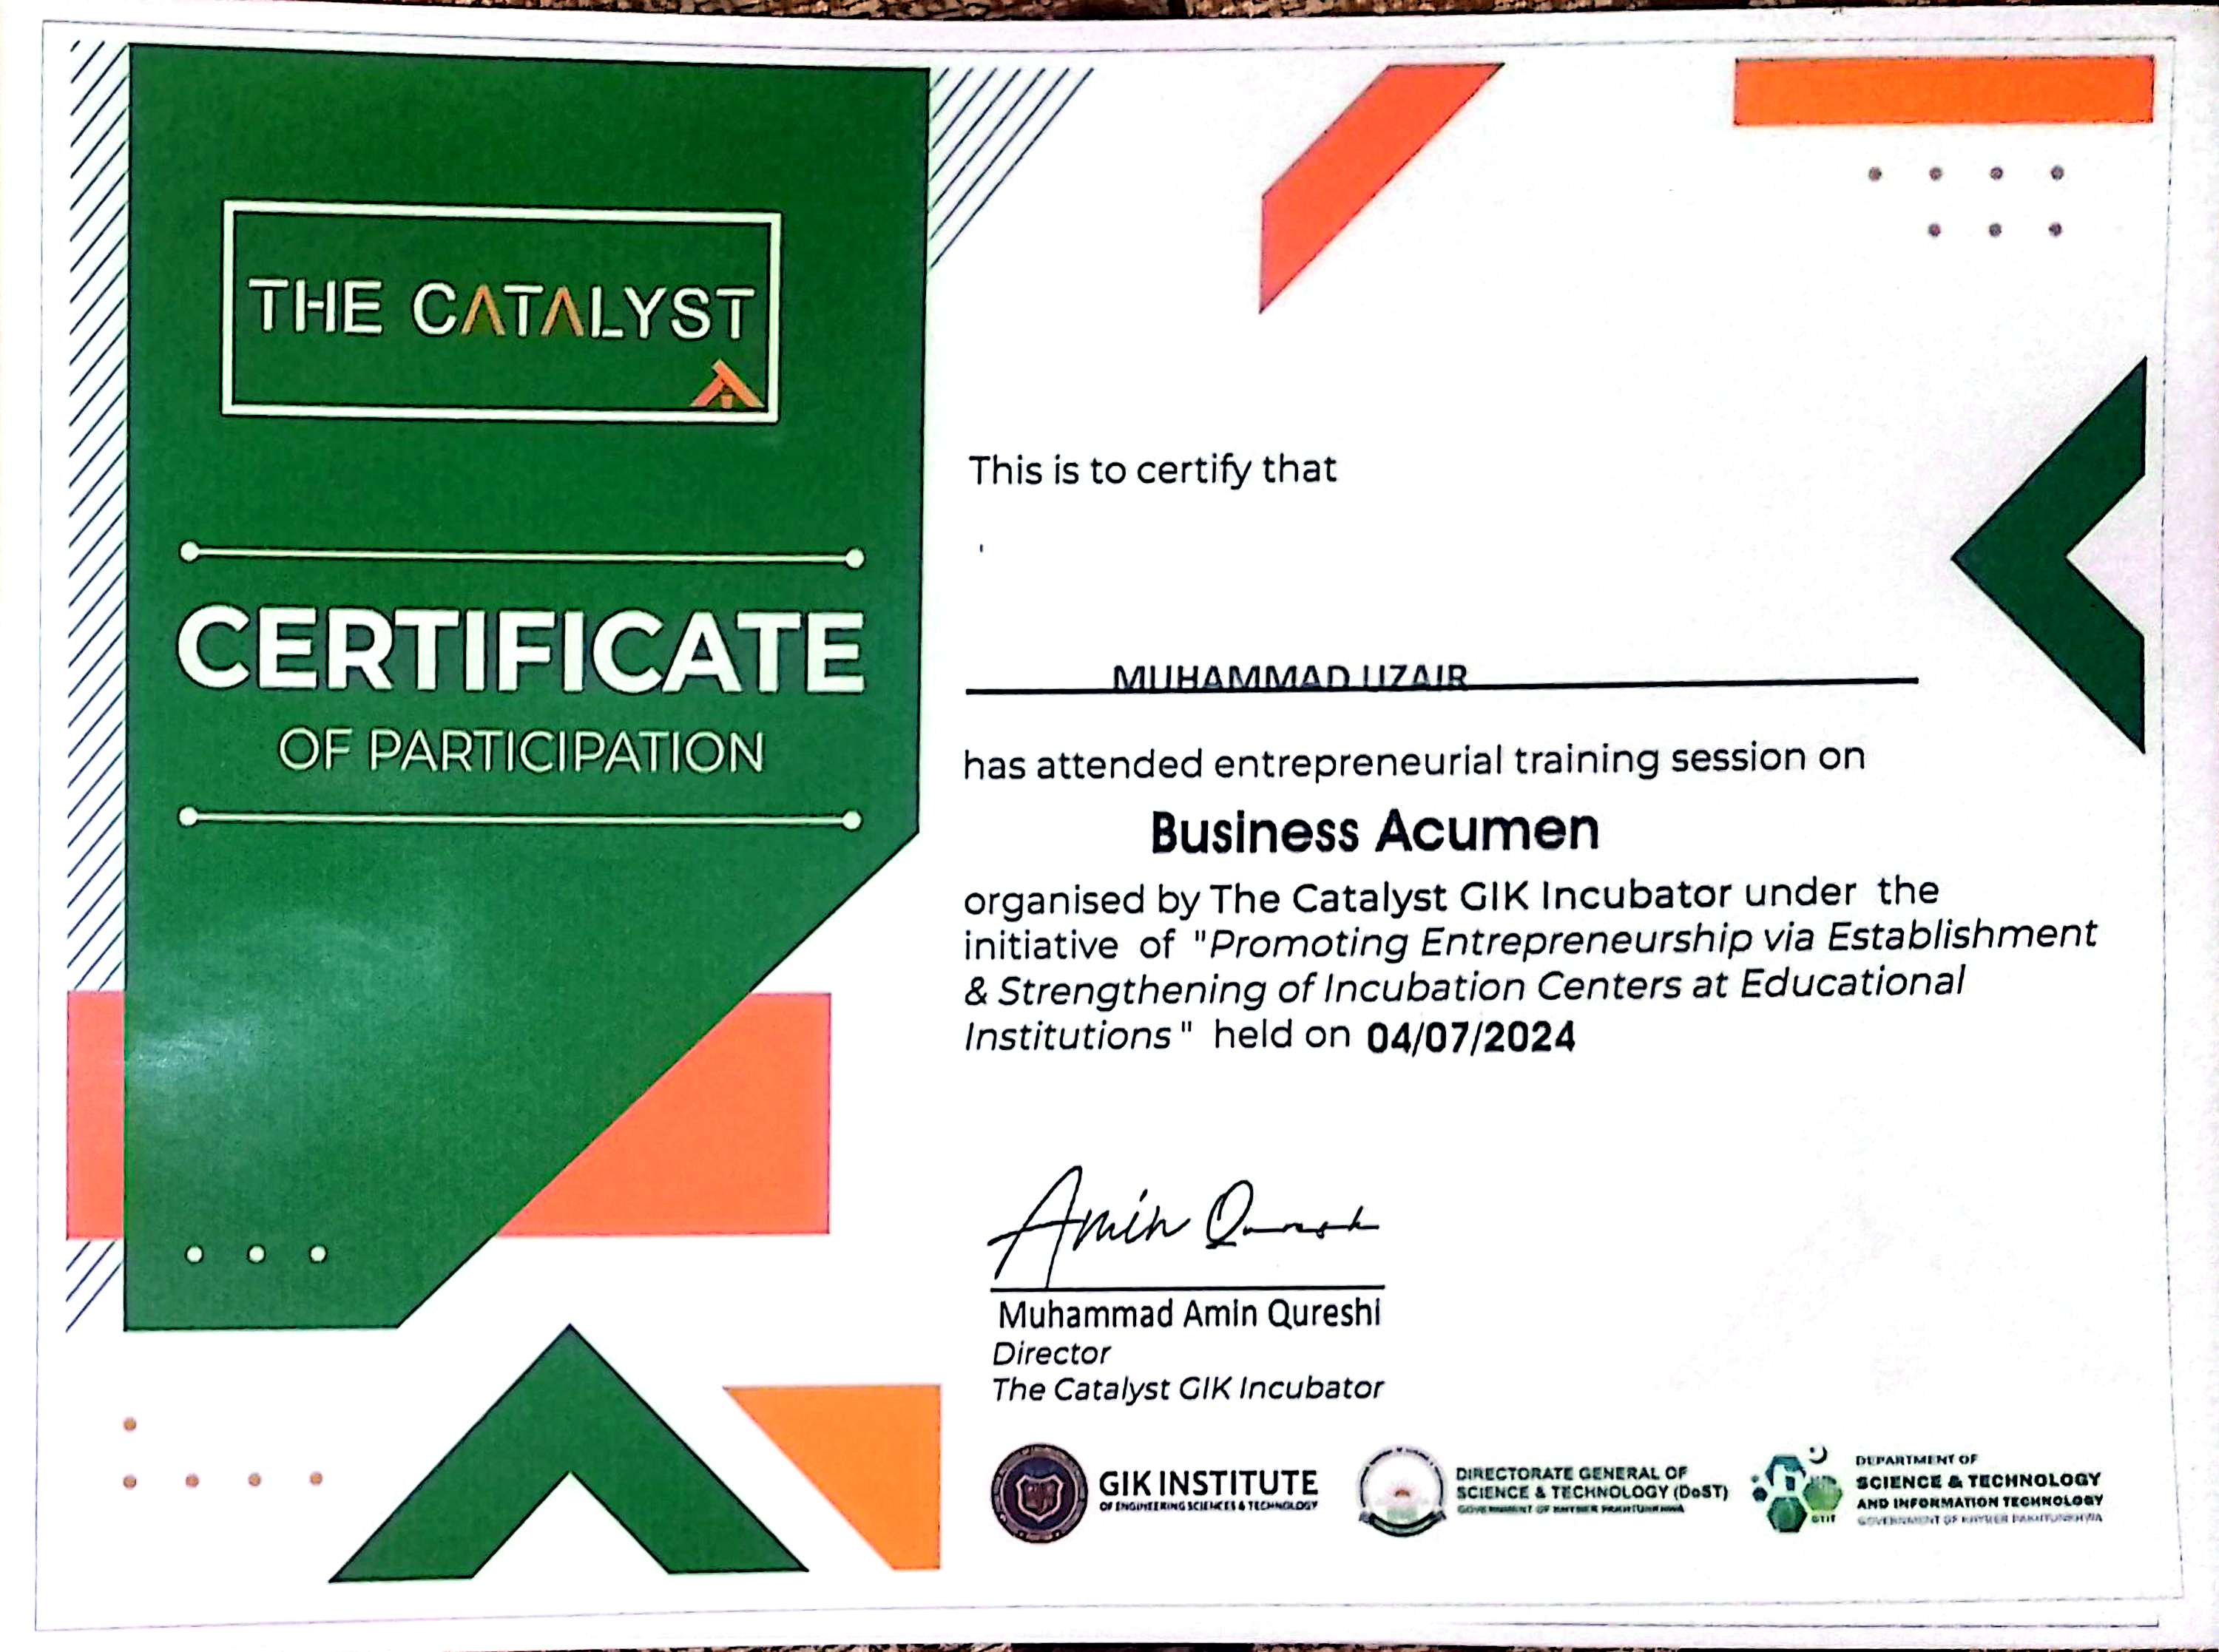 THE CATALYST
CERTIFICATE
OF PARTICIPATION
This is to certify that
MUHAMMAD UZAIR
has attended entrepreneurial training session on
Business Acumen
organised by The Catalyst GIK Incubator under the
initiative of "Promoting Entrepreneurship via Establishment
& Strengthening of Incubation Centers at Educational
Institutions" held on 04/07/2024
Amin Qureshi
Muhammad Amin Qureshi
Director
The Catalyst GIK Incubator
GIK INSTITUTE
OF ENGINEERING SCIENCES & TECHNOLOGY
DIRECTORATE GENERAL OF
SCIENCE & TECHNOLOGY (DoST)
GOVERNMENT OF KHYBER PAKHTUNKHWA
DEPARTMENT OF
SCIENCE & TECHNOLOGY
AND INFORMATION TECHNOLOGY
GOVERNMENT OF KHYBER PAKHTUNKHWA